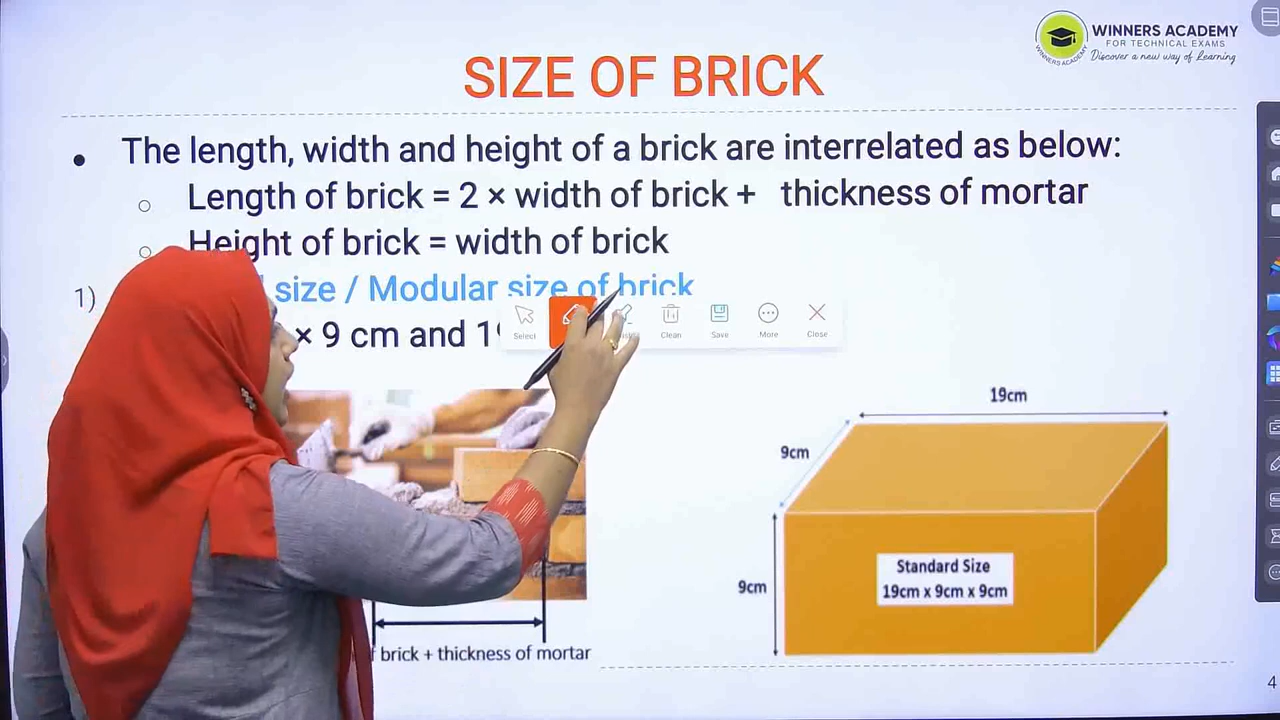 WINNERS ACADEMY
FOR TECHNICAL EXAMS
Discover a new way of Learning
WINNERS ACADEMY
SIZE OF BRICK
• The length, width and height of a brick are interrelated as below:
○ Length of brick = 2 × width of brick + thickness of mortar
○ Height of brick = width of brick
1) size / Modular size of brick
× 9 cm and
Select
Clean
Save
More
Close
19cm
9cm
9cm
Standard Size
19cm x 9cm x 9cm
brick + thickness of mortar
4